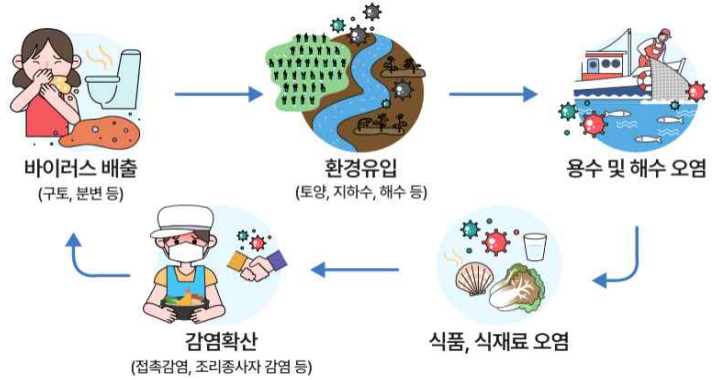 바이러스 배출
(구토, 분변 등)
환경유입
(토양, 지하수, 해수 등)
용수 및 해수 오염
식품, 식재료 오염
감염확산
(접촉감염, 조리종사자 감염 등)